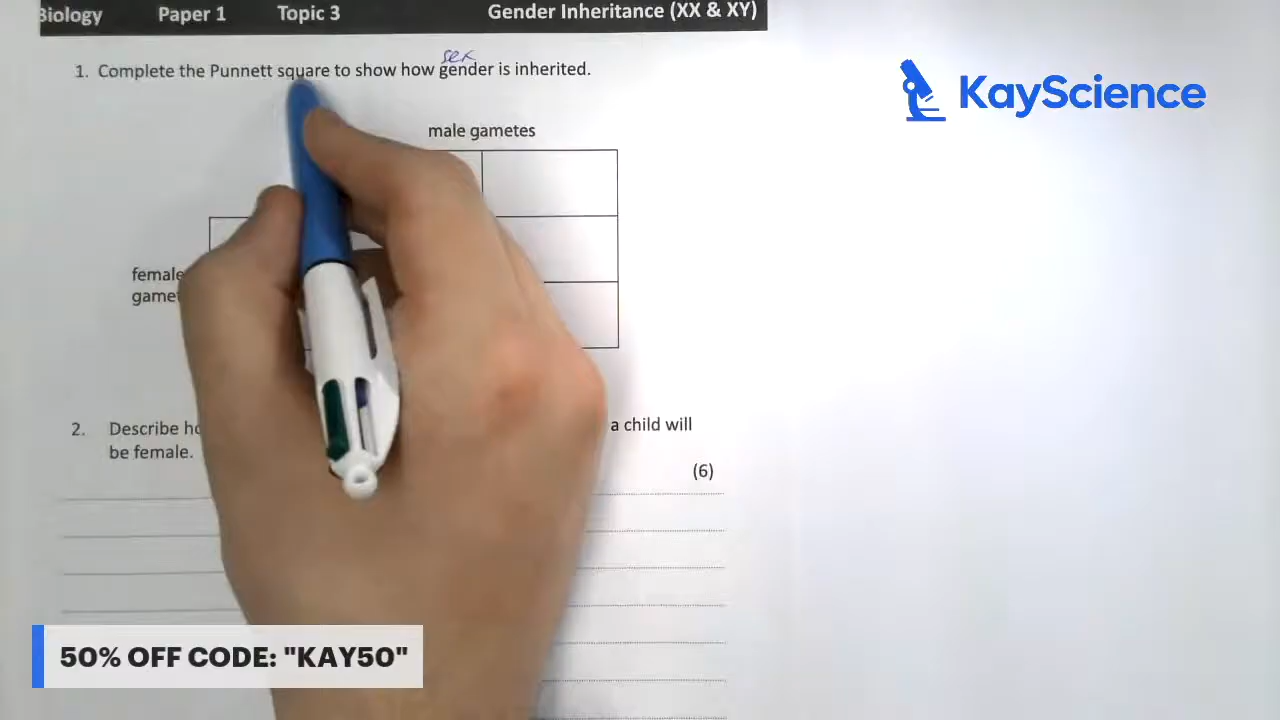 Biology Paper 1 Topic 3 Gender Inheritance (XX & XY)
sex
1. Complete the Punnett square to show how gender is inherited.
KayScience
male gametes
female
gamet
2. Describe ho a child will
be female.
(6)
50% OFF CODE: "KAY50"